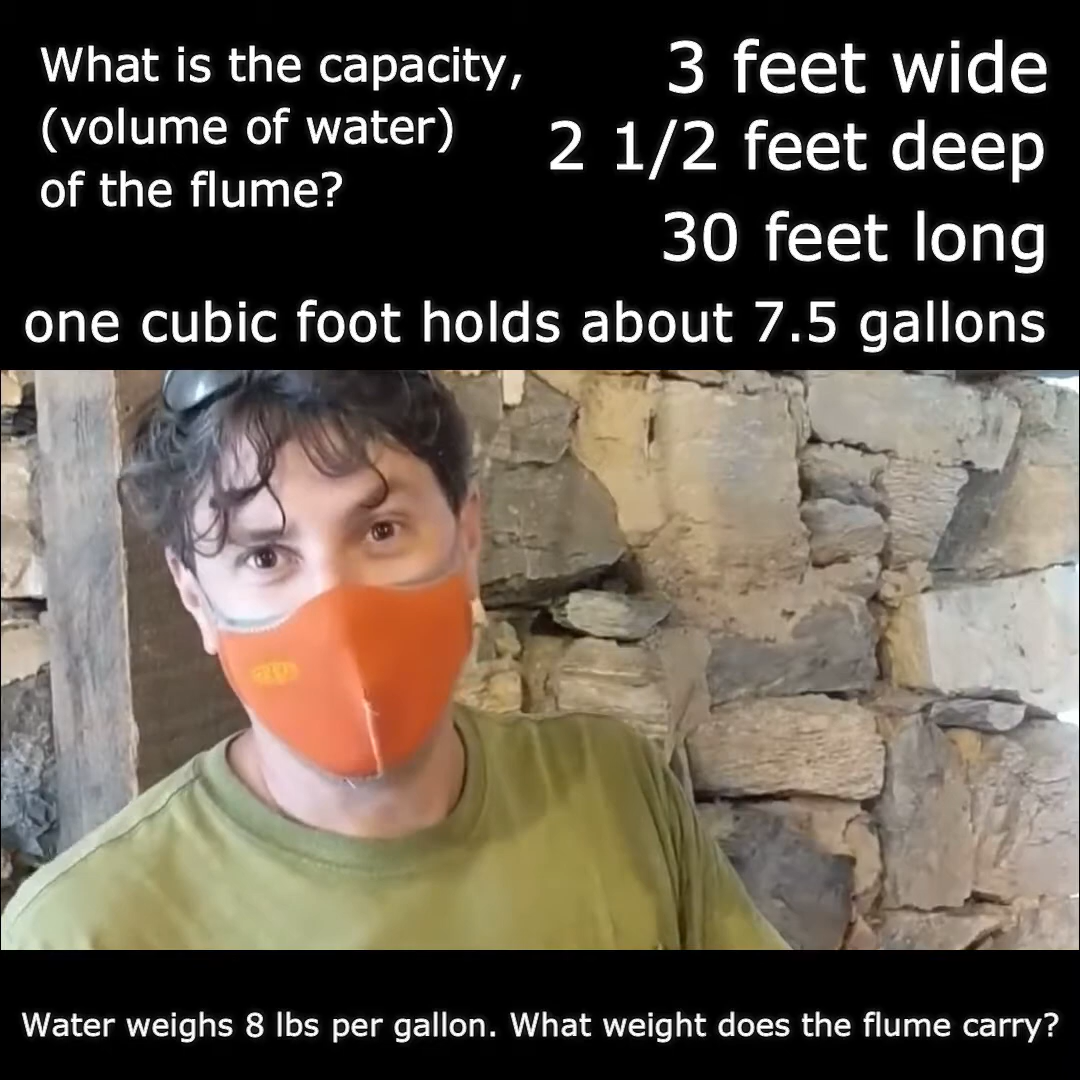 What is the capacity,
(volume of water)
of the flume?
3 feet wide
2 1/2 feet deep
30 feet long
one cubic foot holds about 7.5 gallons
Water weighs 8 lbs per gallon. What weight does the flume carry?